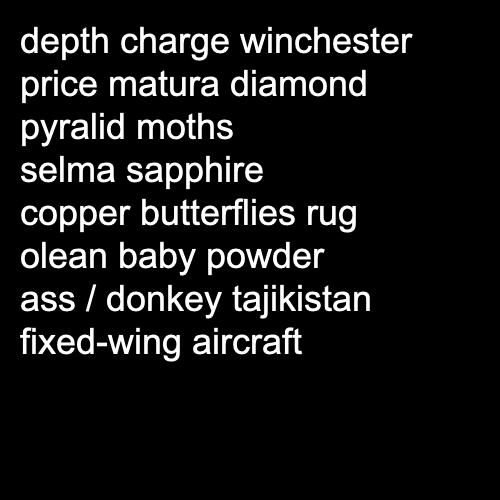 depth charge winchester
price matura diamond
pyralid moths
selma sapphire
copper butterflies rug
olean baby powder
ass / donkey tajikistan
fixed-wing aircraft